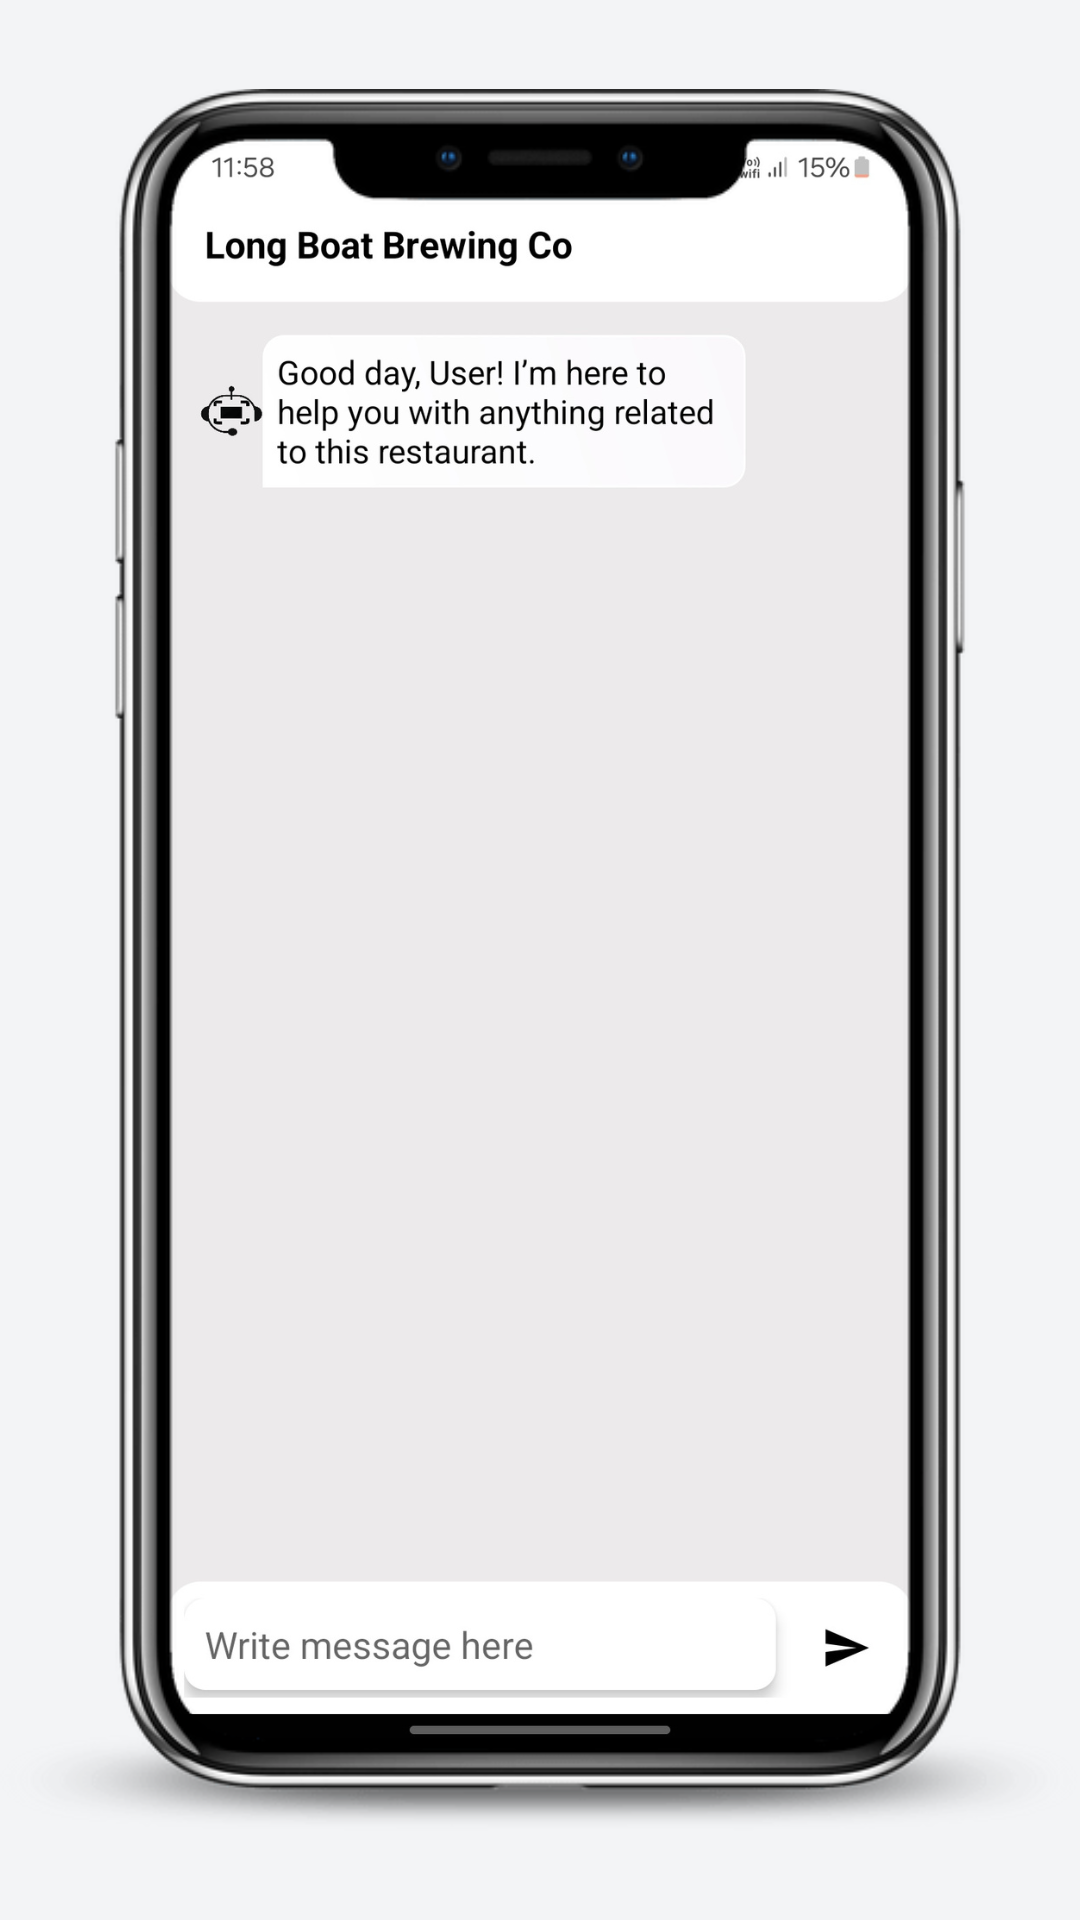 11:58
wifi 15%
Long Boat Brewing Co
Good day, User! I’m here to
help you with anything related
to this restaurant.
Write message here